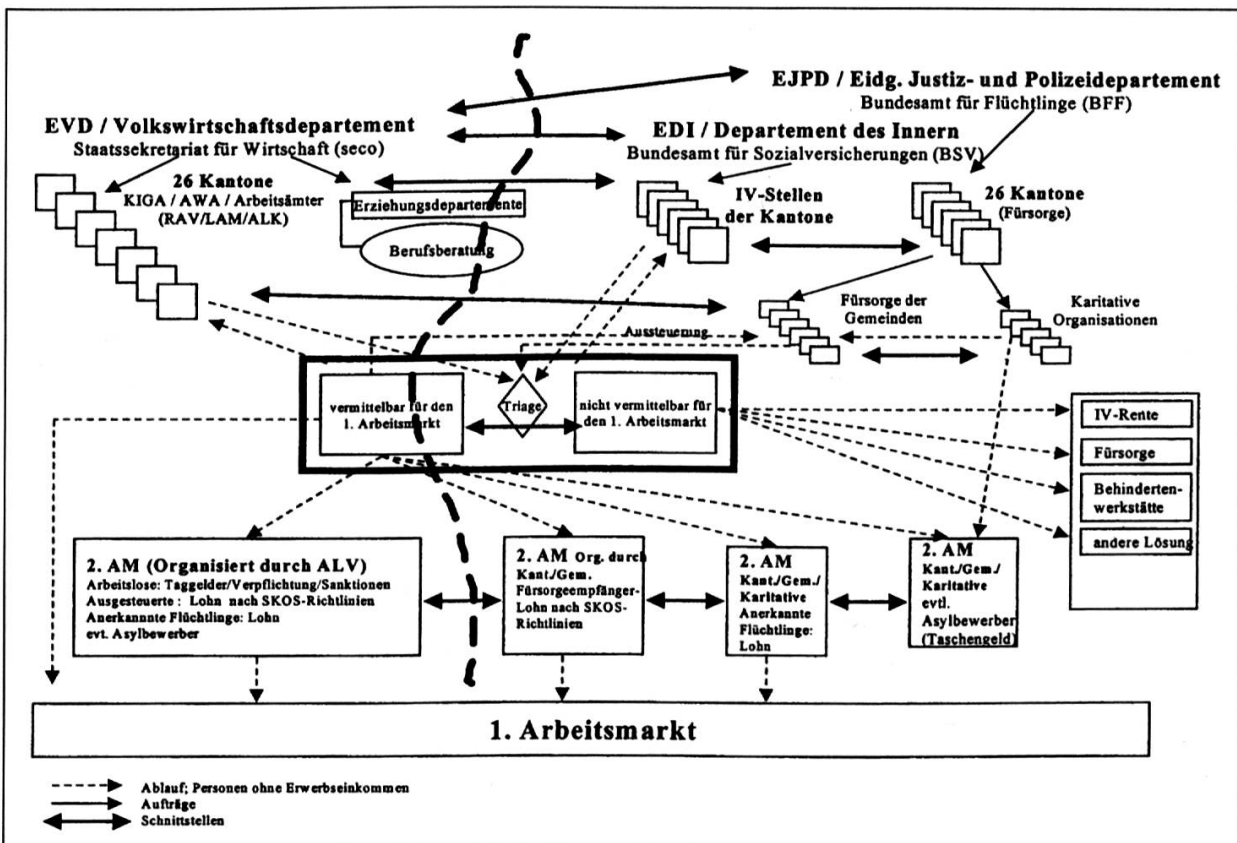 EJPD / Eidg. Justiz- und Polizeidepartement
Bundesamt für Flüchtlinge (BFF)
EVD / Volkswirtschaftsdepartement
Staatssekretariat für Wirtschaft (seco)
EDI / Departement des Innern
Bundesamt für Sozialversicherungen (BSV)
26 Kantone
KIGA / AWA / Arbeitsämter
(RAV/LAM/ALK)
Erziehungsdepartemente
Berufsberatung
IV-Stellen
der Kantone
26 Kantone
(Fürsorge)
Fürsorge der
Gemeinden
Karitative
Organisationen
Aussteuerung
vermittelbar für den
1. Arbeitsmarkt
Triage
nicht vermittelbar für
den 1. Arbeitsmarkt
IV-Rente
Fürsorge
Behinderten-
werkstätte
andere Lösung
2. AM (Organisiert durch ALV)
Arbeitslose: Taggelder/Verpflichtung/Sanktionen
Ausgesteuerte : Lohn nach SKOS-Richtlinien
Anerkannnte Flüchtlinge: Lohn
evt. Asylbewerber
2. AM Org. durch
Kant./Gem.
Fürsorgeempfänger-
Lohn nach SKOS-
Richtlinien
2. AM
Kant./Gem./
Karitative
Anerkannte
Flüchtlinge:
Lohn
2. AM
Kant./Gem./
Karitative
evtl.
Asylbewerber
(Taschengeld)
1. Arbeitsmarkt
Ablauf; Personen ohne Erwerbseinkommen
Aufträge
Schnittstellen